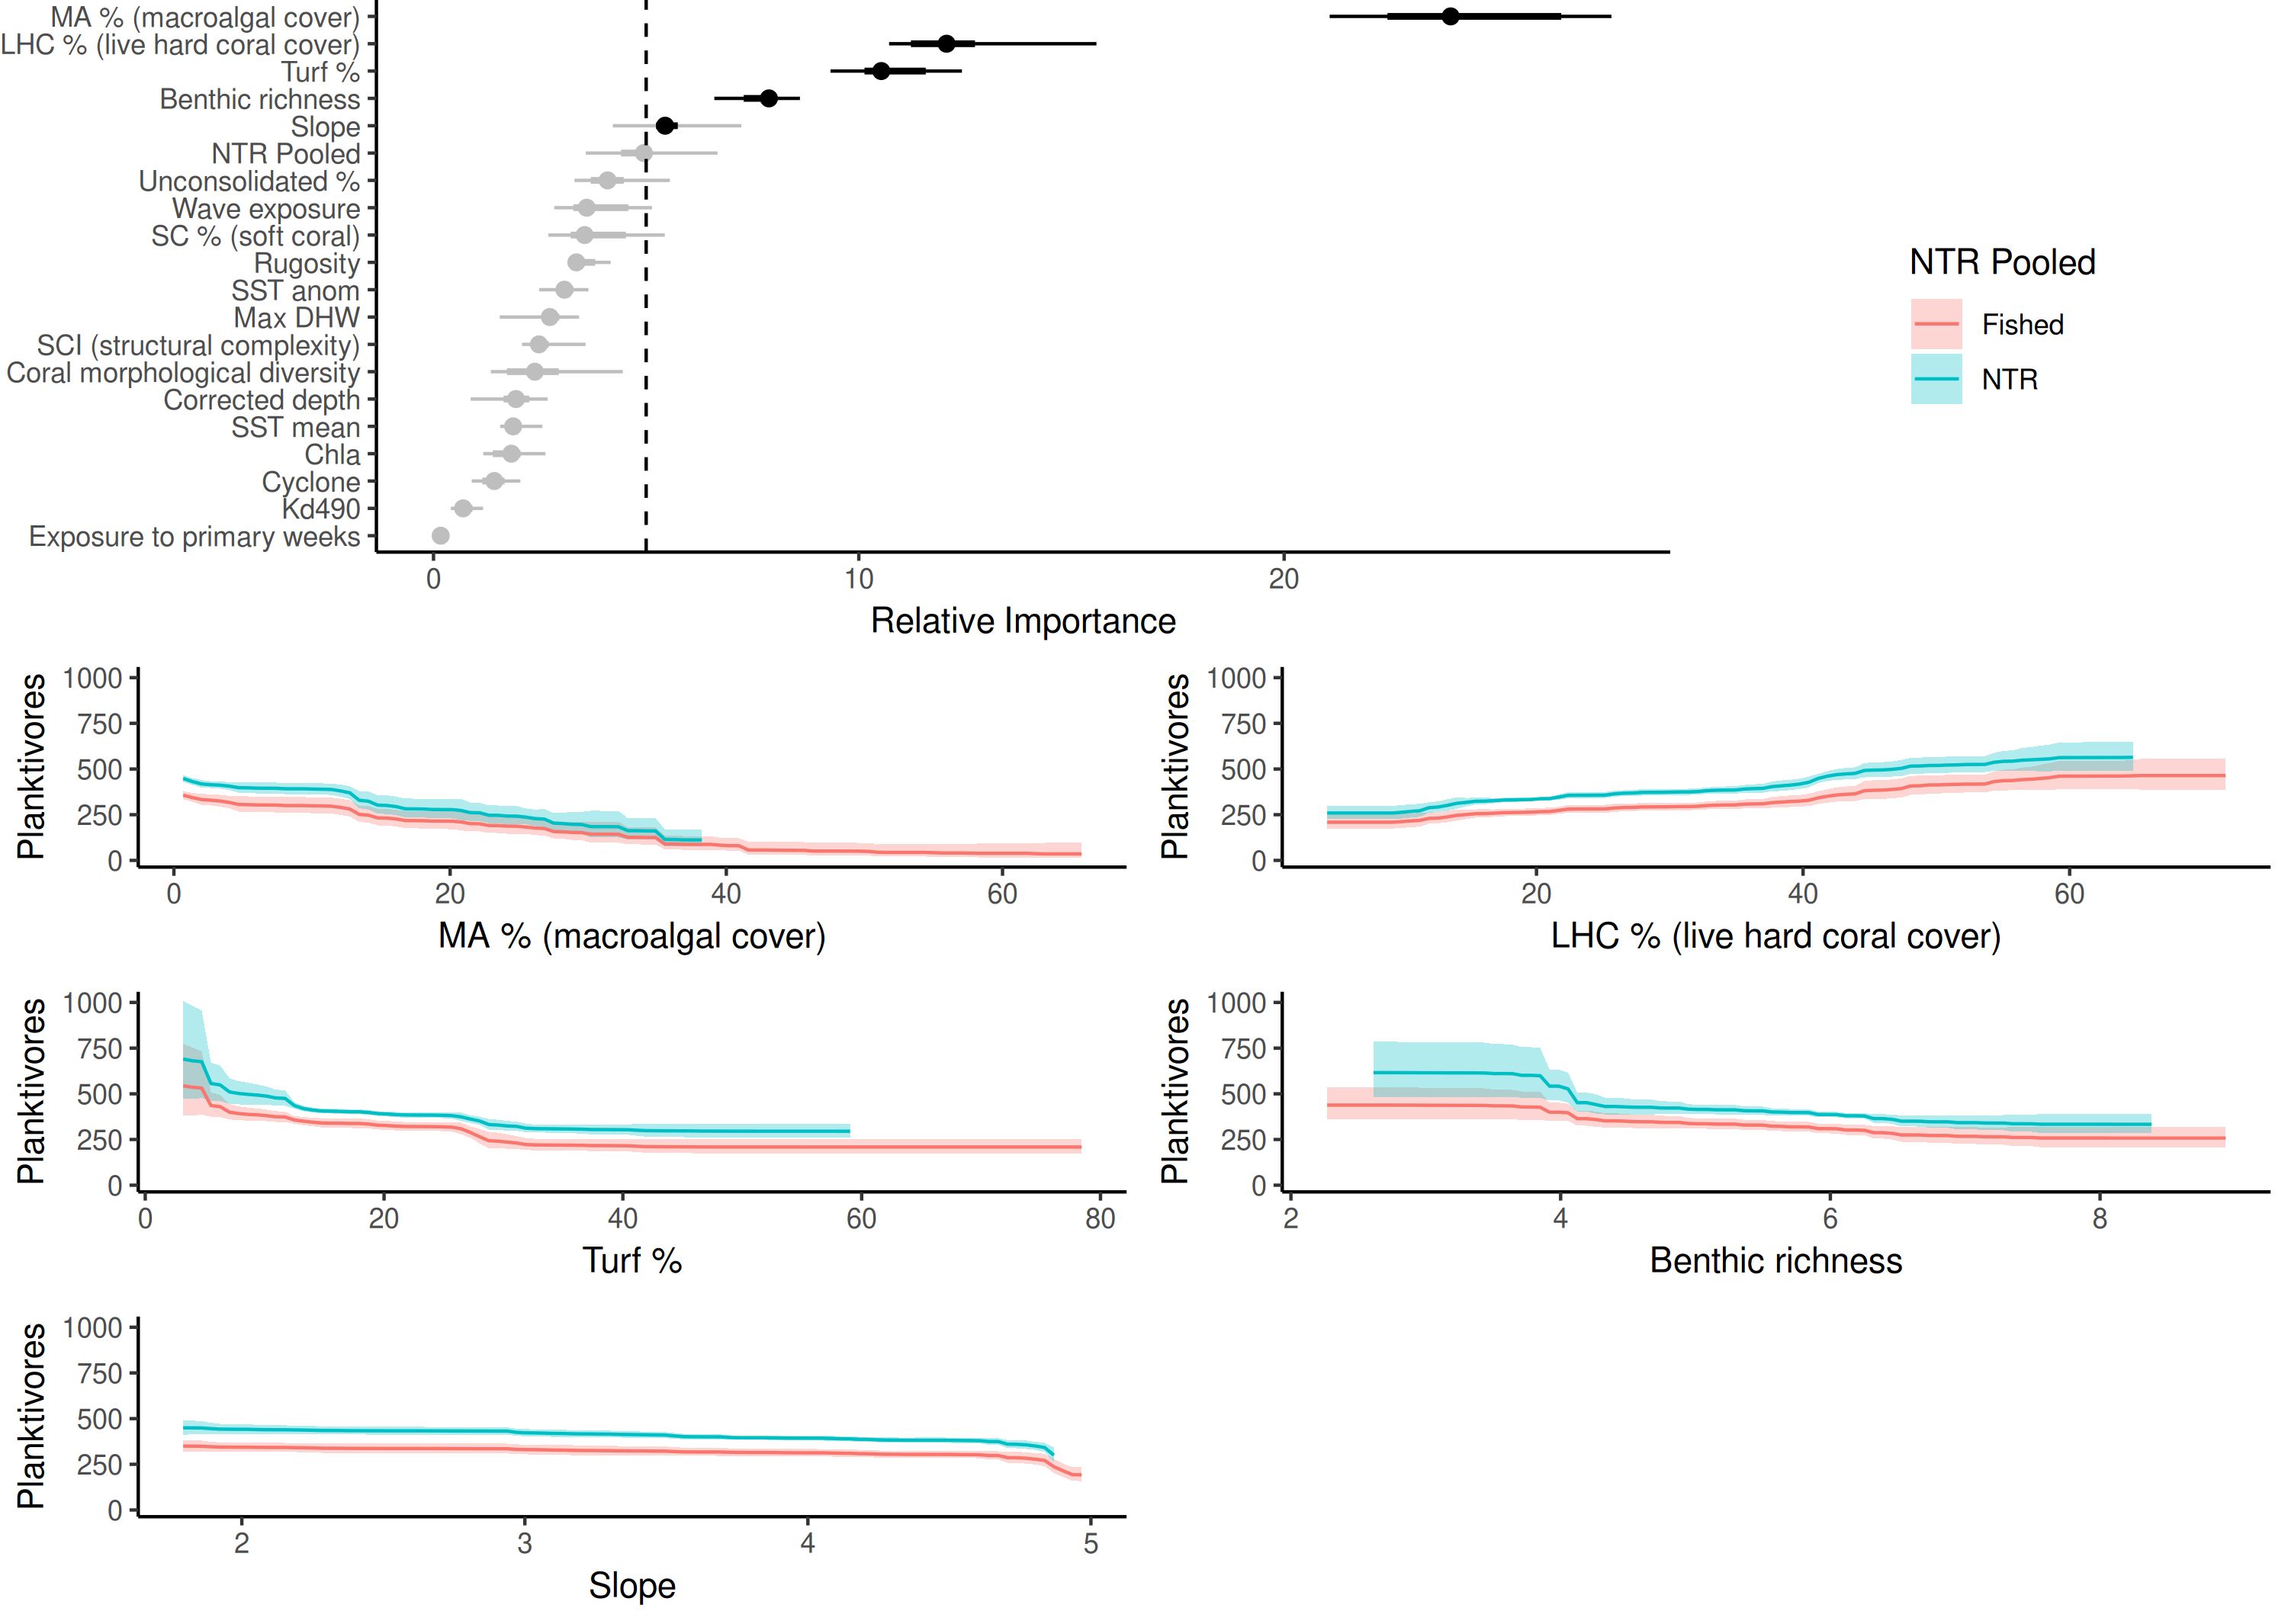 MA % (macroalgal cover)
LHC % (live hard coral cover)
Turf %
Benthic richness
Slope
NTR Pooled
Unconsolidated %
Wave exposure
SC % (soft coral)
Rugosity
SST anom
Max DHW
SCI (structural complexity)
Coral morphological diversity
Corrected depth
SST mean
Chla
Cyclone
Kd490
Exposure to primary weeks
0 10 20
Relative Importance
NTR Pooled
Fished
NTR
Planktivores
1000
750
500
250
0
0 20 40 60
MA % (macroalgal cover)
Planktivores
1000
750
500
250
0
20 40 60
LHC % (live hard coral cover)
Planktivores
1000
750
500
250
0
0 20 40 60 80
Turf %
Planktivores
1000
750
500
250
0
2 4 6 8
Benthic richness
Planktivores
1000
750
500
250
0
2 3 4 5
Slope